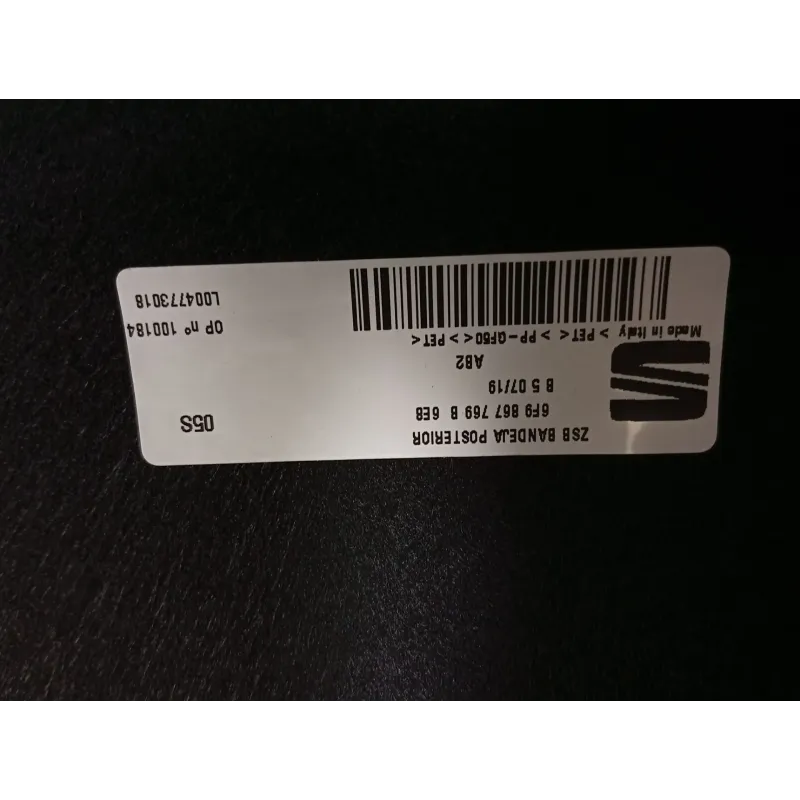 ZSB BANDEJA POSTERIOR
6F9 867 769 B 6E8
B 5 07/19
05S
AB2
Made in Italy > PET < > PP-GF50 < > PET <
OP nº 100184
L004773018